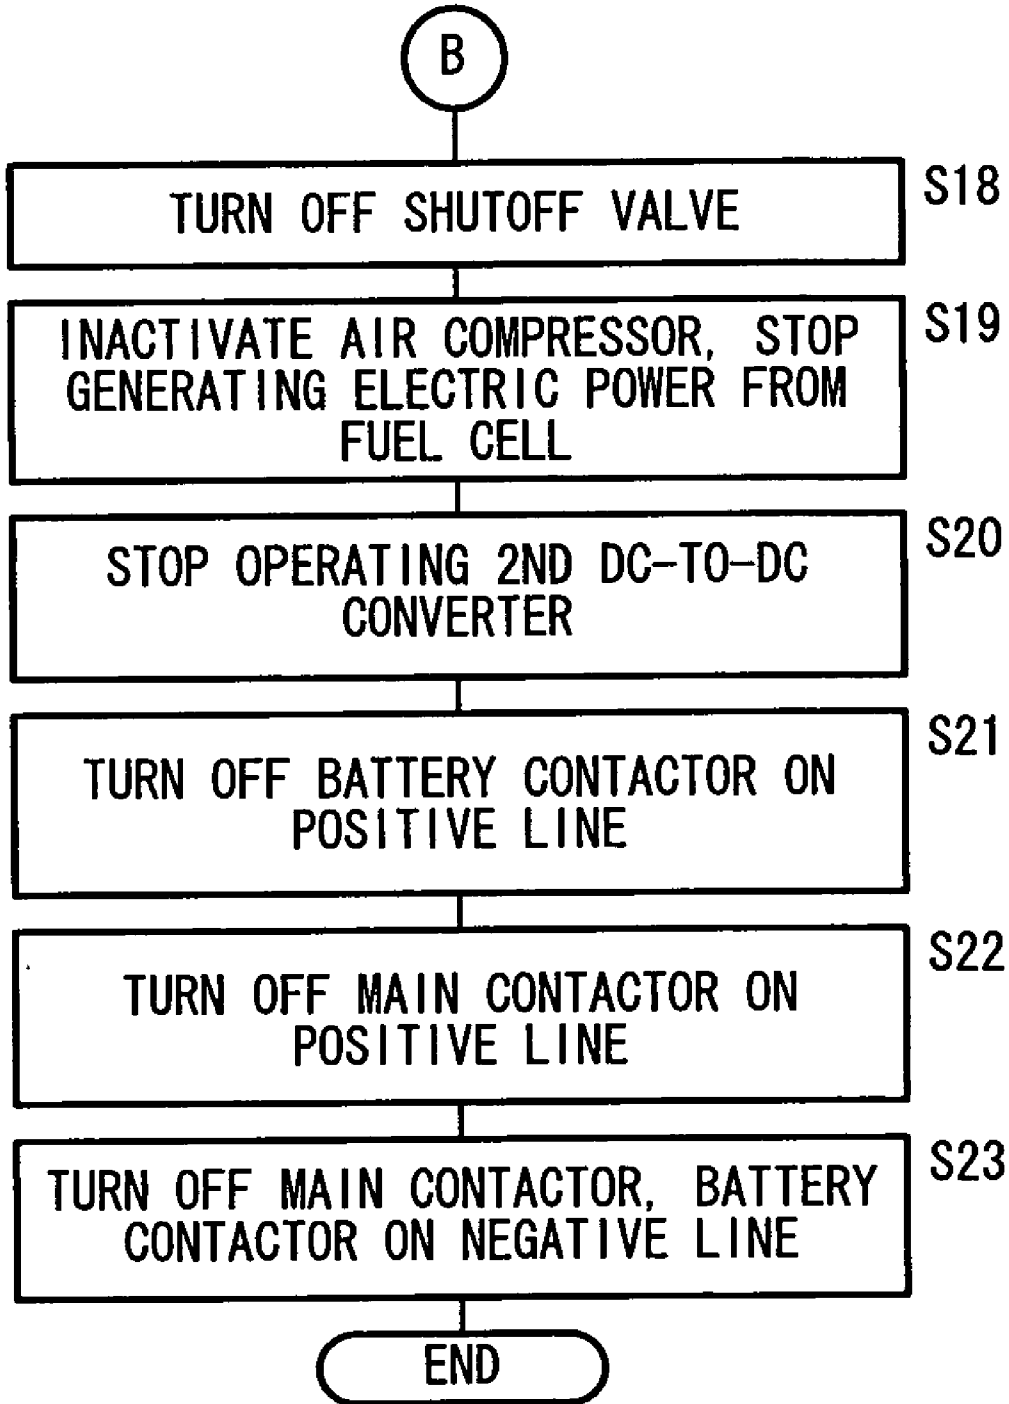 B
S18
TURN OFF SHUTOFF VALVE
S19
INACTIVATE AIR COMPRESSOR, STOP
GENERATING ELECTRIC POWER FROM
FUEL CELL
S20
STOP OPERATING 2ND DC-TO-DC
CONVERTER
S21
TURN OFF BATTERY CONTACTOR ON
POSITIVE LINE
S22
TURN OFF MAIN CONTACTOR ON
POSITIVE LINE
S23
TURN OFF MAIN CONTACTOR, BATTERY
CONTACTOR ON NEGATIVE LINE
END